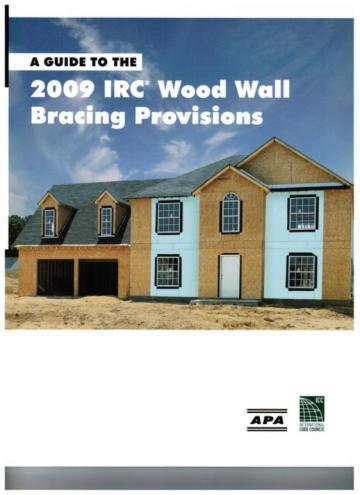 A GUIDE TO THE
2009 IRC® Wood Wall
Bracing Provisions
APA
ICC
INTERNATIONAL
CODE COUNCIL